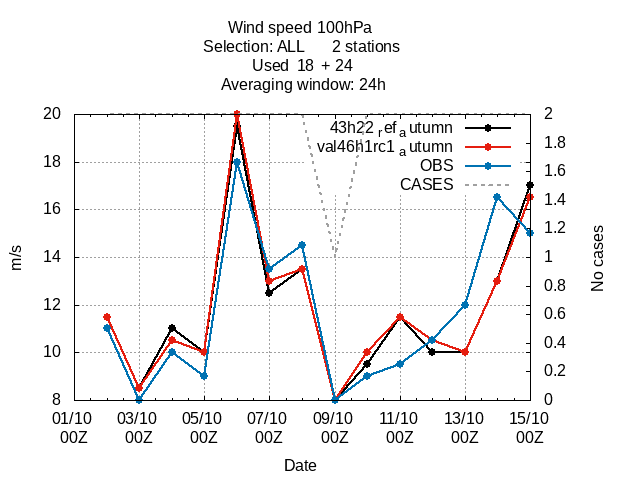 Wind speed 100hPa
Selection: ALL 2 stations
Used 18 + 24
Averaging window: 24h
43h22 ref a utumn
val46h1rc1 a utumn
OBS
CASES
20
18
16
14
12
10
8
m/s
2
1.8
1.6
1.4
1.2
1
0.8
0.6
0.4
0.2
0
No cases
01/10 03/10 05/10 07/10 09/10 11/10 13/10 15/10
00Z 00Z 00Z 00Z 00Z 00Z 00Z 00Z
Date